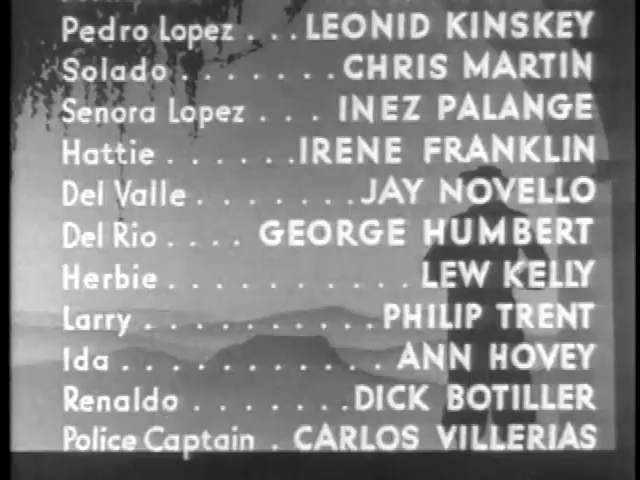 Pedro Lopez . . . LEONID KINSKEY
Solado . . . . . . . CHRIS MARTIN
Senora Lopez . . . INEZ PALANGE
Hattie . . . . . . IRENE FRANKLIN
Del Valle . . . . . . . . JAY NOVELLO
Del Rio . . . . GEORGE HUMBERT
Herbie . . . . . . . . . . LEW KELLY
Larry . . . . . . . . . . . PHILIP TRENT
Ida . . . . . . . . . . . ANN HOVEY
Renaldo . . . . . . . DICK BOTILLER
Police Captain . CARLOS VILLERIAS